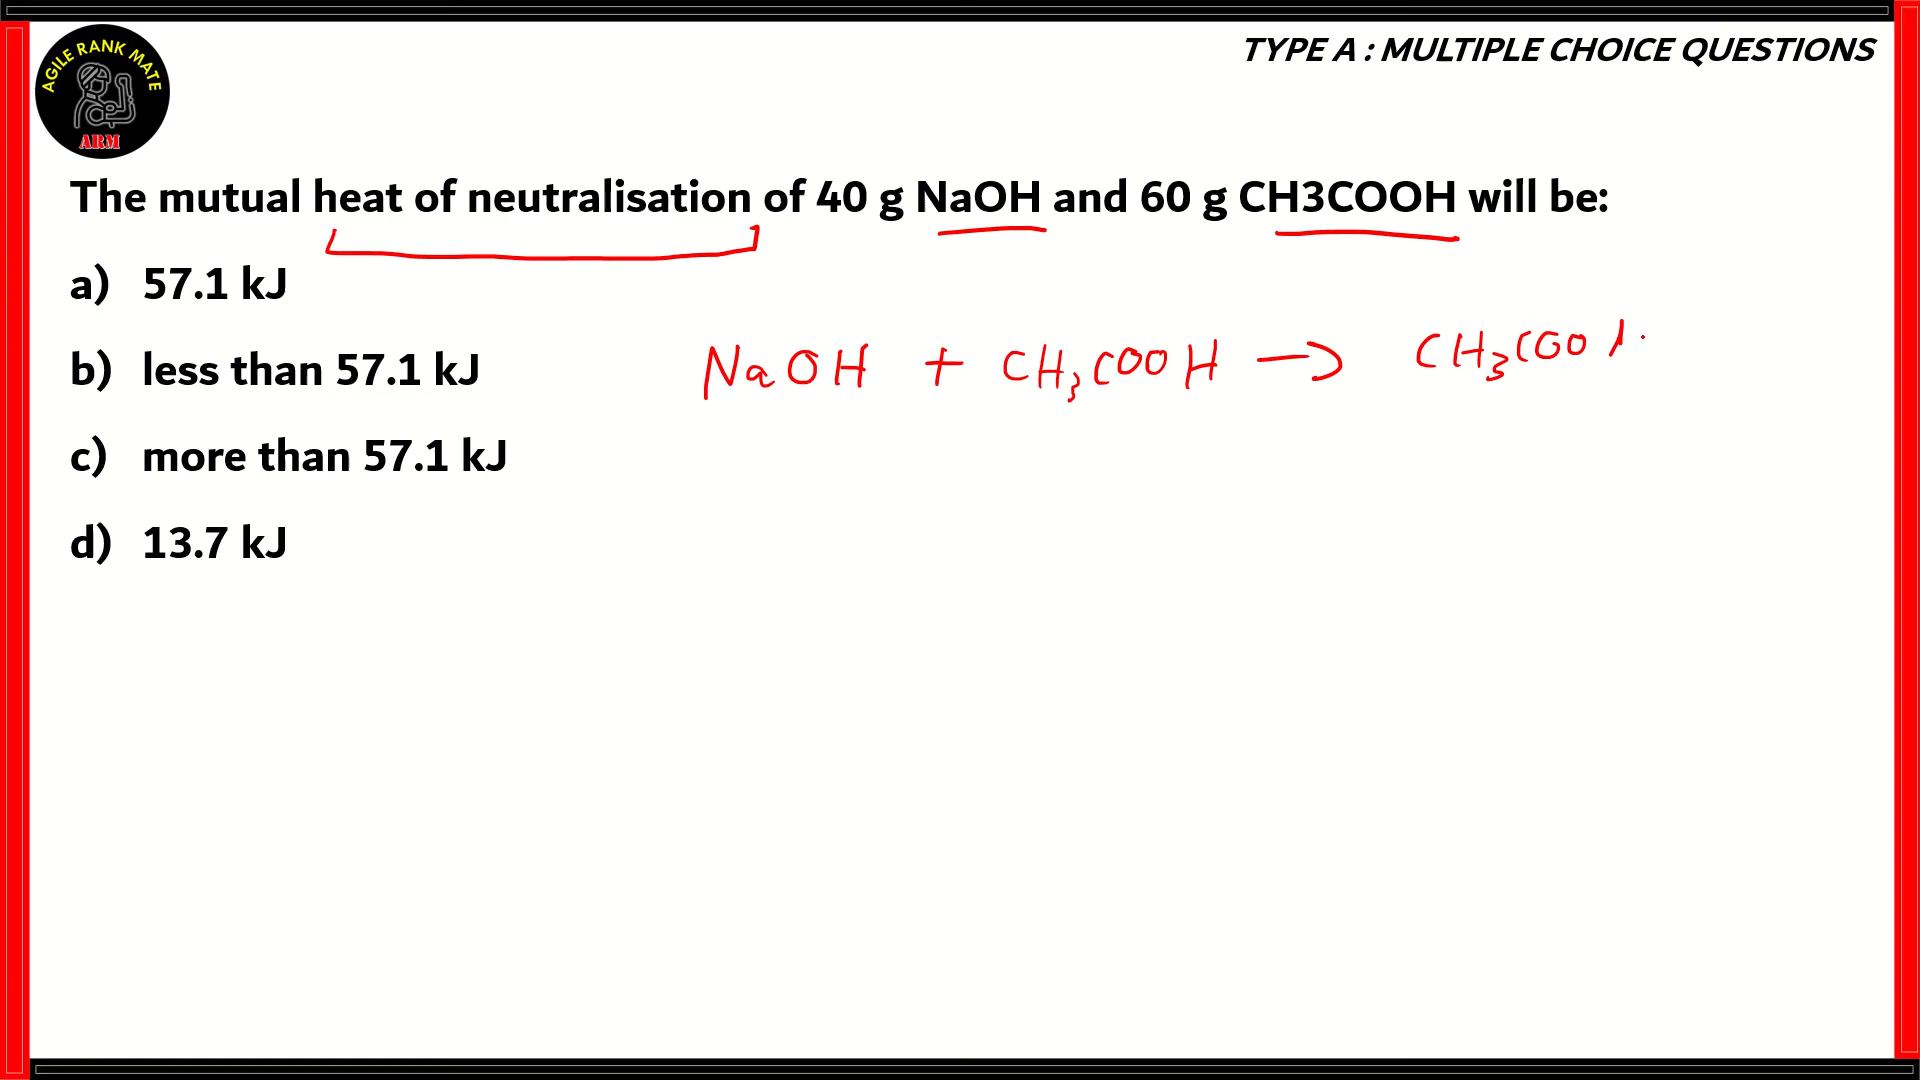 AGILE RANK MATE
ARM
TYPE A : MULTIPLE CHOICE QUESTIONS
The mutual heat of neutralisation of 40 g NaOH and 60 g CH3COOH will be:
a) 57.1 kJ
b) less than 57.1 kJ
NaOH + CH₃COOH → CH₃COO
c) more than 57.1 kJ
d) 13.7 kJ